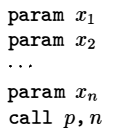 param x₁
param x₂
...
param xₙ
call p, n